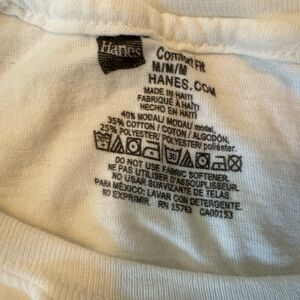 Hanes
Comfort Fit
M/M/M
HANES.COM
MADE IN HAITI
FABRIQUÉ À HAITI
HECHO EN HAITI
40% MODAL/ MODAL/ modal
35% COTTON / COTON / ALGODÓN.
25% POLYESTER/ POLYESTER/ poliéster.
30
DO NOT USE FABRIC SOFTENER.
NE PAS UTILISER D'ASSOUPLISSEUR.
NO USAR SUAVIZANTE DE TELAS.
PARA MÉXICO: LAVAR CON DETERGENTE.
NO EXPRIMIR RN 15763 CA00153